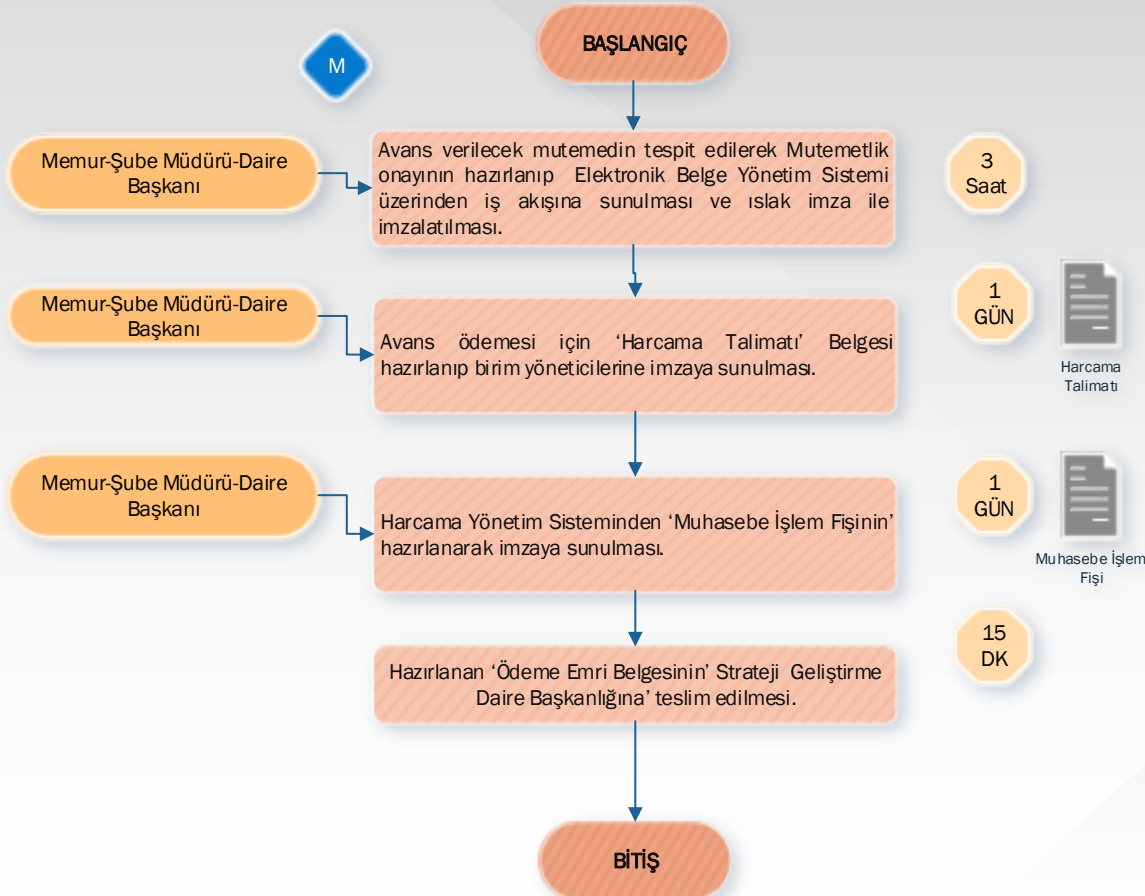 BAŞLANGIÇ
M
Memur-Şube Müdürü-Daire
Başkanı
Avans verilecek mutemedin tespit edilerek Mutemetlik
onayının hazırlanıp Elektronik Belge Yönetim Sistemi
üzerinden iş akışına sunulması ve ıslak imza ile
imzalatılması.
3
Saat
Memur-Şube Müdürü-Daire
Başkanı
Avans ödemesi için ‘Harcama Talimatı’ Belgesi
hazırlanıp birim yöneticilerine imzaya sunulması.
1
GÜN
Harcama
Talimatı
Memur-Şube Müdürü-Daire
Başkanı
Harcama Yönetim Sisteminden ‘Muhasebe İşlem Fişinin’
hazırlanarak imzaya sunulması.
1
GÜN
Muhasebe İşlem
Fişi
Hazırlanan ‘Ödeme Emri Belgesinin’ Strateji Geliştirme
Daire Başkanlığına’ teslim edilmesi.
15
DK
BİTİŞ